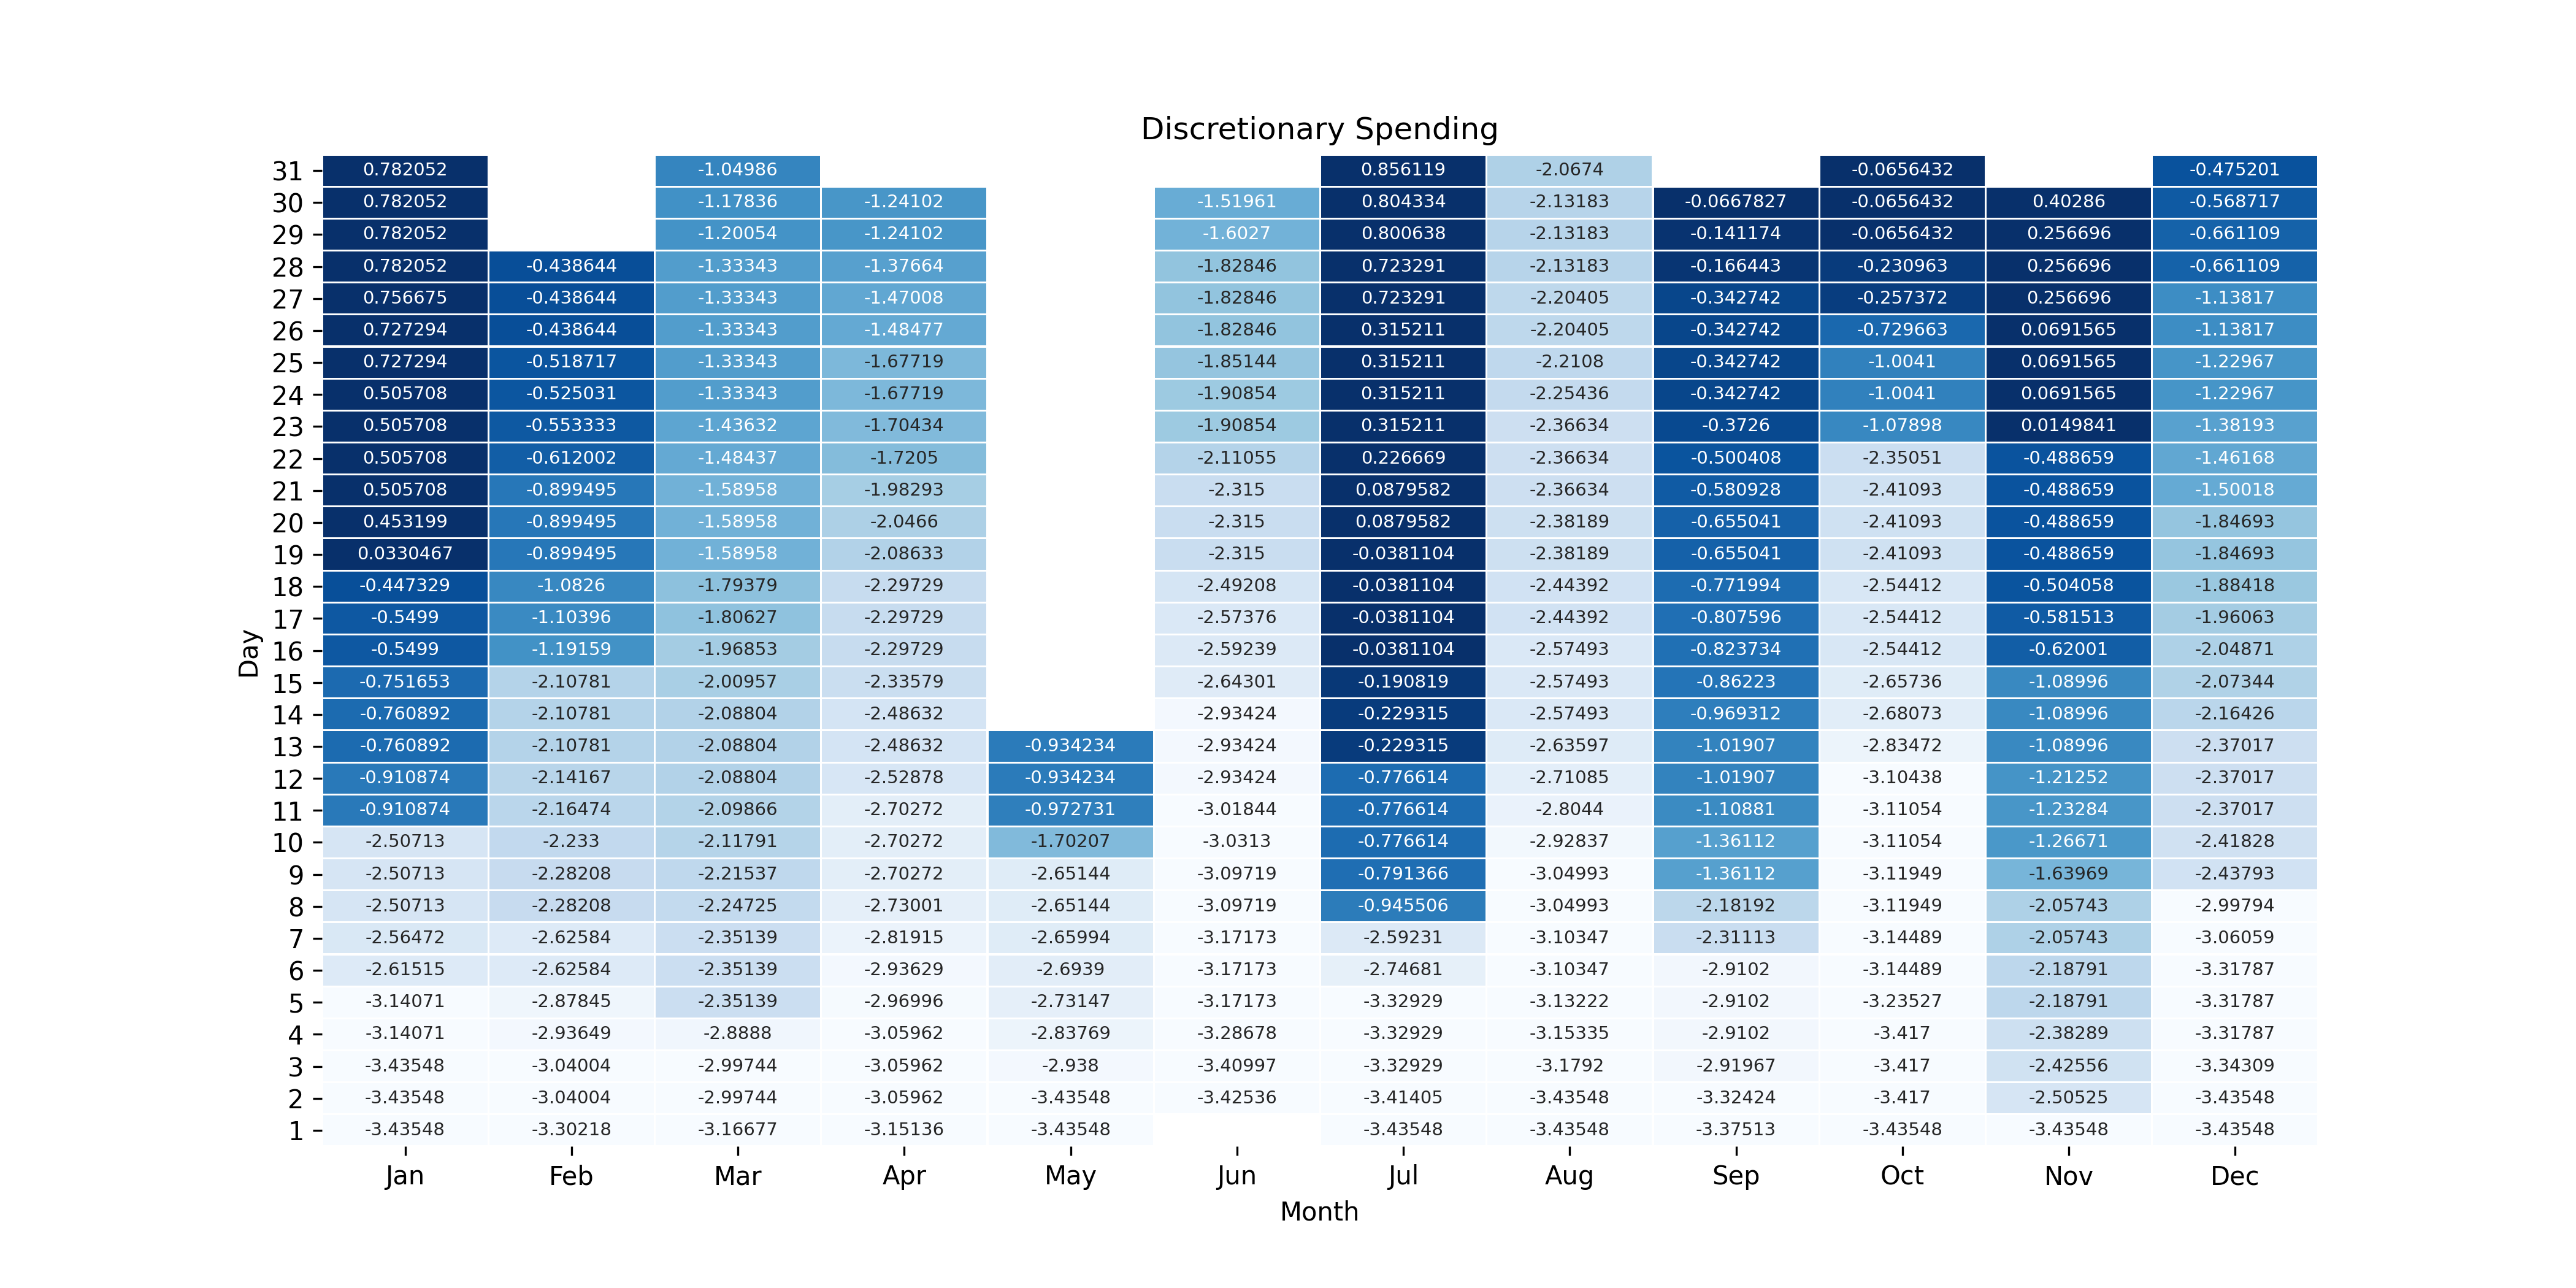 Discretionary Spending
31 0.782052 -1.04986 0.856119 -2.0674 -0.0656432 -0.475201
30 0.782052 -1.17836 -1.24102 -1.51961 0.804334 -2.13183 -0.0667827 -0.0656432 0.40286 -0.568717
29 0.782052 -1.20054 -1.24102 -1.6027 0.800638 -2.13183 -0.141174 -0.0656432 0.256696 -0.661109
28 0.782052 -0.438644 -1.33343 -1.37664 -1.82846 0.723291 -2.13183 -0.166443 -0.230963 0.256696 -0.661109
27 0.756675 -0.438644 -1.33343 -1.47008 -1.82846 0.723291 -2.20405 -0.342742 -0.257372 0.256696 -1.13817
26 0.727294 -0.438644 -1.33343 -1.48477 -1.82846 0.315211 -2.20405 -0.342742 -0.729663 0.0691565 -1.13817
25 0.727294 -0.518717 -1.33343 -1.67719 -1.85144 0.315211 -2.2108 -0.342742 -1.0041 0.0691565 -1.22967
24 0.505708 -0.525031 -1.33343 -1.67719 -1.90854 0.315211 -2.25436 -0.342742 -1.0041 0.0691565 -1.22967
23 0.505708 -0.553333 -1.43632 -1.70434 -1.90854 0.315211 -2.36634 -0.3726 -1.07898 0.0149841 -1.38193
22 0.505708 -0.612002 -1.48437 -1.7205 -2.11055 0.226669 -2.36634 -0.500408 -2.35051 -0.488659 -1.46168
21 0.505708 -0.899495 -1.58958 -1.98293 -2.315 0.0879582 -2.36634 -0.580928 -2.41093 -0.488659 -1.50018
20 0.453199 -0.899495 -1.58958 -2.0466 -2.315 0.0879582 -2.38189 -0.655041 -2.41093 -0.488659 -1.84693
19 0.0330467 -0.899495 -1.58958 -2.08633 -2.315 -0.0381104 -2.38189 -0.655041 -2.41093 -0.488659 -1.84693
18 -0.447329 -1.0826 -1.79379 -2.29729 -2.49208 -0.0381104 -2.44392 -0.771994 -2.54412 -0.504058 -1.88418
17 -0.5499 -1.10396 -1.80627 -2.29729 -2.57376 -0.0381104 -2.44392 -0.807596 -2.54412 -0.581513 -1.96063
16 -0.5499 -1.19159 -1.96853 -2.29729 -2.59239 -0.0381104 -2.57493 -0.823734 -2.54412 -0.62001 -2.04871
15 -0.751653 -2.10781 -2.00957 -2.33579 -2.64301 -0.190819 -2.57493 -0.86223 -2.65736 -1.08996 -2.07344
14 -0.760892 -2.10781 -2.08804 -2.48632 -2.93424 -0.229315 -2.57493 -0.969312 -2.68073 -1.08996 -2.16426
13 -0.760892 -2.10781 -2.08804 -2.48632 -0.934234 -2.93424 -0.229315 -2.63597 -1.01907 -2.83472 -1.08996 -2.37017
12 -0.910874 -2.14167 -2.08804 -2.52878 -0.934234 -2.93424 -0.776614 -2.71085 -1.01907 -3.10438 -1.21252 -2.37017
11 -0.910874 -2.16474 -2.09866 -2.70272 -0.972731 -3.01844 -0.776614 -2.8044 -1.10881 -3.11054 -1.23284 -2.37017
10 -2.50713 -2.233 -2.11791 -2.70272 -1.70207 -3.0313 -0.776614 -2.92837 -1.36112 -3.11054 -1.26671 -2.41828
9 -2.50713 -2.28208 -2.21537 -2.70272 -2.65144 -3.09719 -0.791366 -3.04993 -1.36112 -3.11949 -1.63969 -2.43793
8 -2.50713 -2.28208 -2.24725 -2.73001 -2.65144 -3.09719 -0.945506 -3.04993 -2.18192 -3.11949 -2.05743 -2.99794
7 -2.56472 -2.62584 -2.35139 -2.81915 -2.65994 -3.17173 -2.59231 -3.10347 -2.31113 -3.14489 -2.05743 -3.06059
6 -2.61515 -2.62584 -2.35139 -2.93629 -2.6939 -3.17173 -2.74681 -3.10347 -2.9102 -3.14489 -2.18791 -3.31787
5 -3.14071 -2.87845 -2.35139 -2.96996 -2.73147 -3.17173 -3.32929 -3.13222 -2.9102 -3.23527 -2.18791 -3.31787
4 -3.14071 -2.93649 -2.8888 -3.05962 -2.83769 -3.28678 -3.32929 -3.15335 -2.9102 -3.417 -2.38289 -3.31787
3 -3.43548 -3.04004 -2.99744 -3.05962 -2.938 -3.40997 -3.32929 -3.1792 -2.91967 -3.417 -2.42556 -3.34309
2 -3.43548 -3.04004 -2.99744 -3.05962 -3.43548 -3.42536 -3.41405 -3.43548 -3.32424 -3.417 -2.50525 -3.43548
1 -3.43548 -3.30218 -3.16677 -3.15136 -3.43548 -3.43548 -3.43548 -3.37513 -3.43548 -3.43548 -3.43548
Day
Jan Feb Mar Apr May Jun Jul Aug Sep Oct Nov Dec
Month